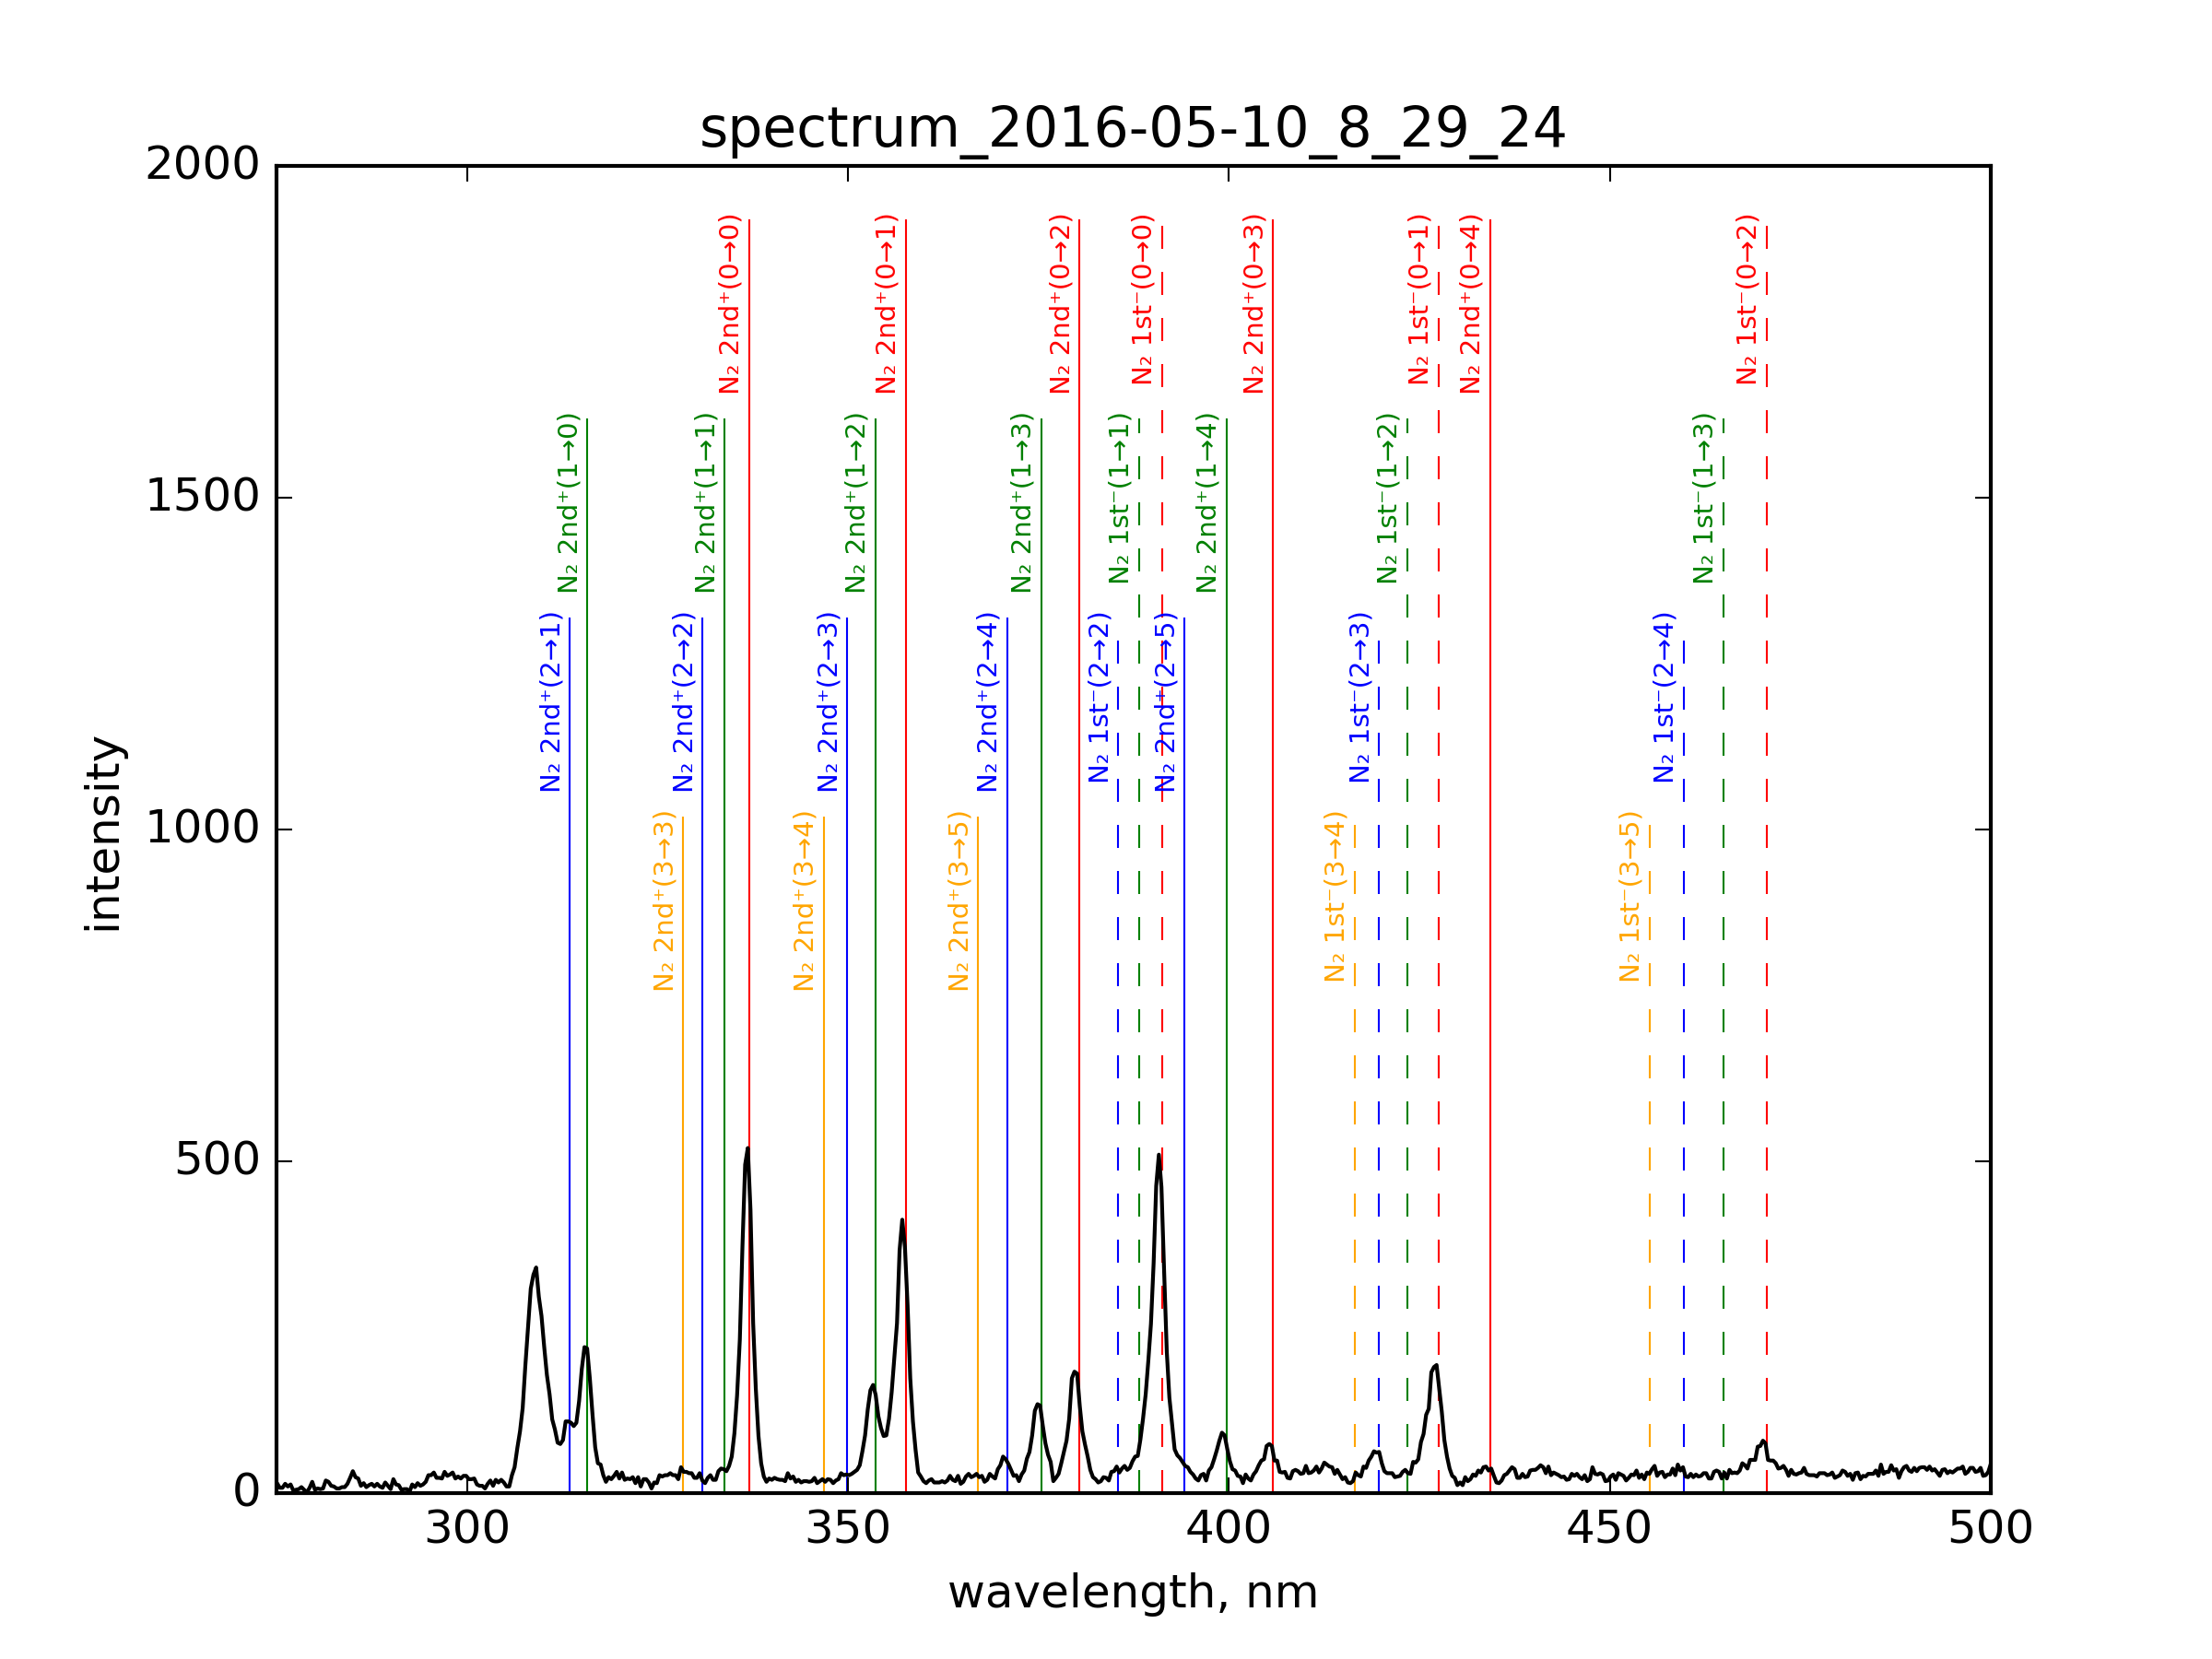 spectrum_2016-05-10_8_29_24
2000
1500
1000
500
0
intensity
N₂ 2nd⁺(0→0)
N₂ 2nd⁺(0→1)
N₂ 2nd⁺(0→2)
N₂ 1st⁻(0→0)
N₂ 2nd⁺(0→3)
N₂ 1st⁻(0→1)
N₂ 2nd⁺(0→4)
N₂ 1st⁻(0→2)
N₂ 2nd⁺(1→0)
N₂ 2nd⁺(1→1)
N₂ 2nd⁺(1→2)
N₂ 2nd⁺(1→3)
N₂ 1st⁻(1→1)
N₂ 2nd⁺(1→4)
N₂ 1st⁻(1→2)
N₂ 1st⁻(1→3)
N₂ 2nd⁺(2→1)
N₂ 2nd⁺(2→2)
N₂ 2nd⁺(2→3)
N₂ 2nd⁺(2→4)
N₂ 1st⁻(2→2)
N₂ 2nd⁺(2→5)
N₂ 1st⁻(2→3)
N₂ 1st⁻(2→4)
N₂ 2nd⁺(3→3)
N₂ 2nd⁺(3→4)
N₂ 2nd⁺(3→5)
N₂ 1st⁻(3→4)
N₂ 1st⁻(3→5)
300 350 400 450 500
wavelength, nm